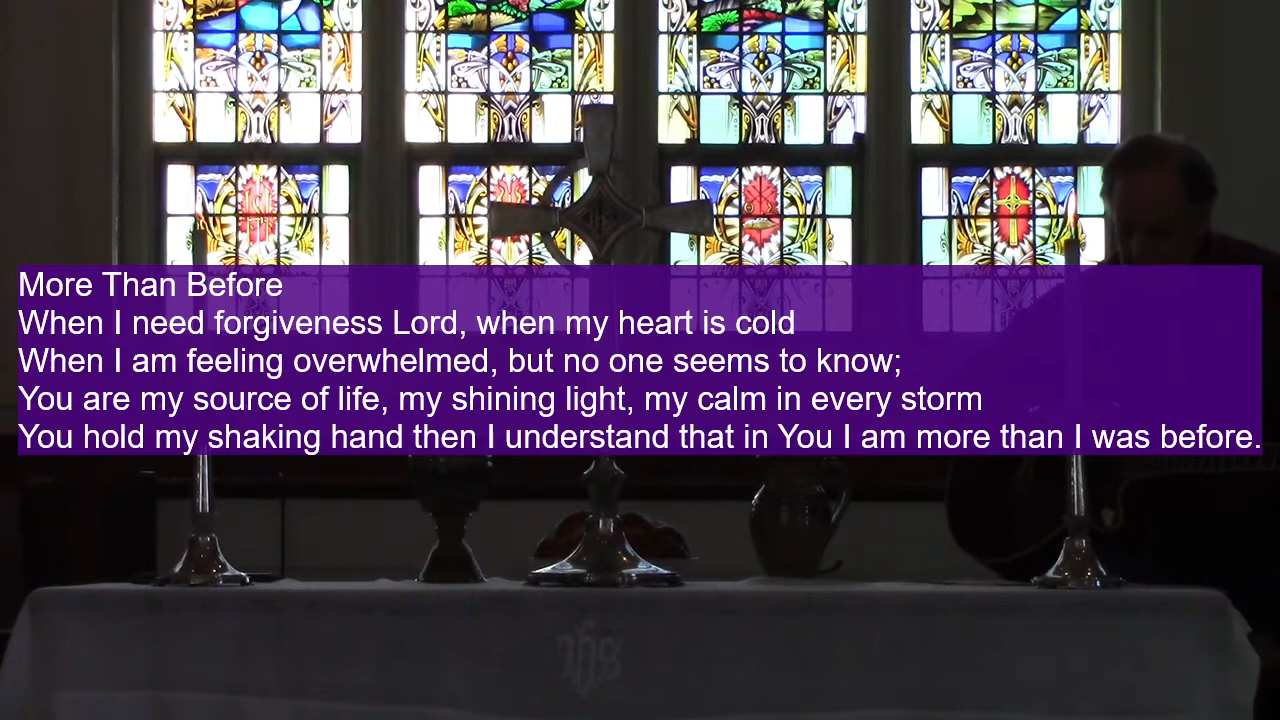 More Than Before
When I need forgiveness Lord, when my heart is cold
When I am feeling overwhelmed, but no one seems to know;
You are my source of life, my shining light, my calm in every storm
You hold my shaking hand then I understand that in You I am more than I was before.
IHS